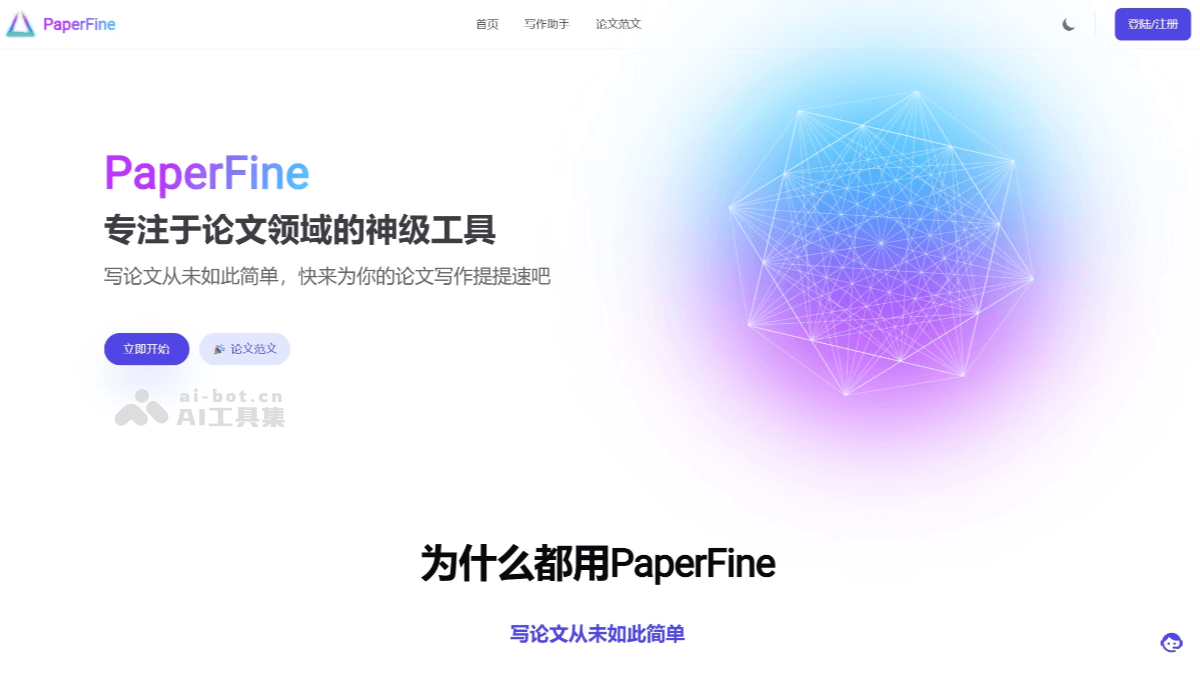 PaperFine
首页 写作助手 论文范文
登陆/注册
PaperFine
专注于论文领域的神级工具
写论文从未如此简单，快来为你的论文写作提提速吧
立即开始 论文范文
ai-bot.cn
AI工具集
为什么都用PaperFine
写论文从未如此简单